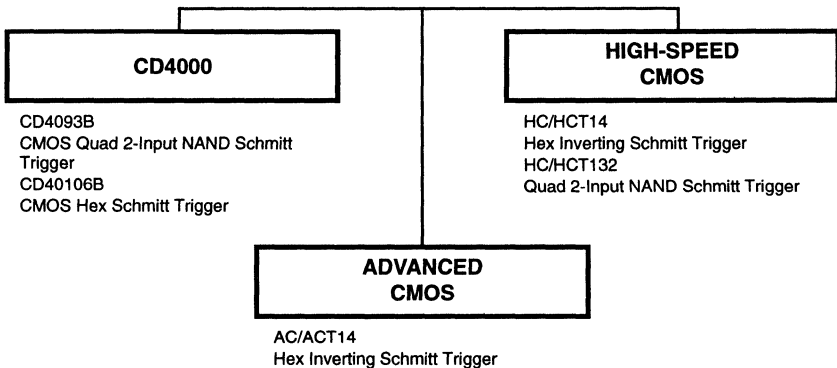 CD4000
CD4093B
CMOS Quad 2-Input NAND Schmitt
Trigger
CD40106B
CMOS Hex Schmitt Trigger
HIGH-SPEED
CMOS
HC/HCT14
Hex Inverting Schmitt Trigger
HC/HCT132
Quad 2-Input NAND Schmitt Trigger
ADVANCED
CMOS
AC/ACT14
Hex Inverting Schmitt Trigger